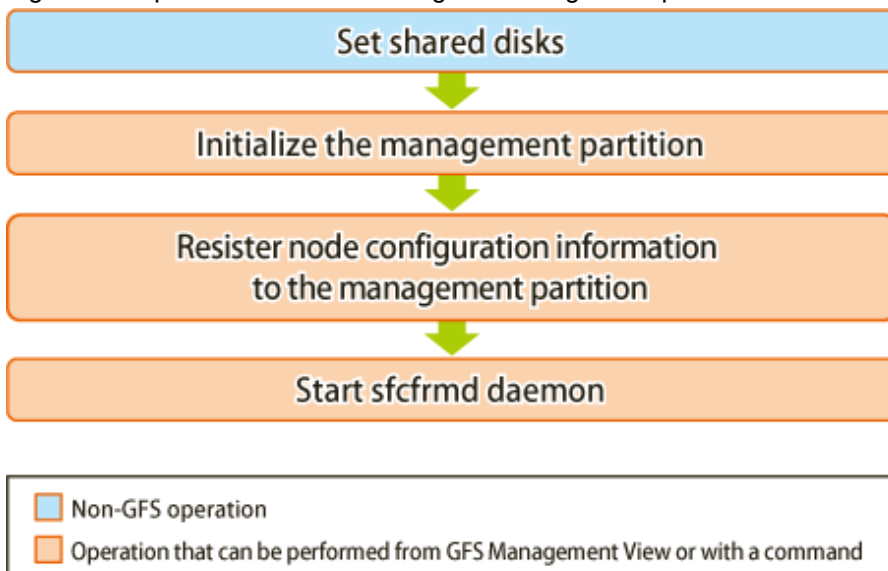 Set shared disks
Initialize the management partition
Resister node configuration information
to the management partition
Start sfcfrmd daemon
Non-GFS operation
Operation that can be performed from GFS Management View or with a command